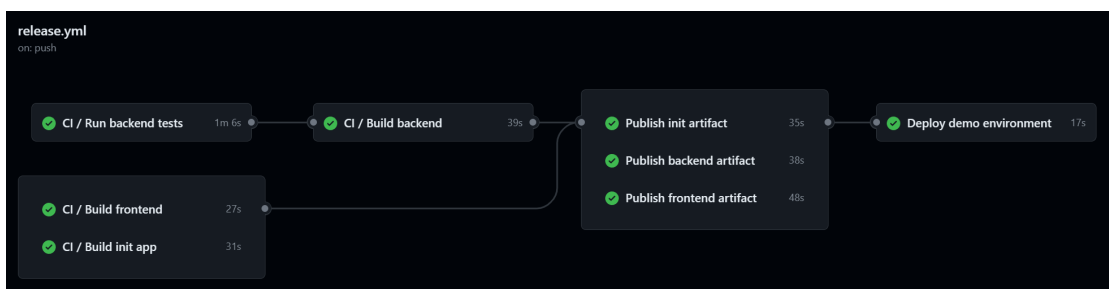 release.yml
on: push
CI / Run backend tests 1m 6s
CI / Build backend 39s
Publish init artifact 35s
Deploy demo environment 17s
Publish backend artifact 38s
Publish frontend artifact 48s
CI / Build frontend 27s
CI / Build init app 31s